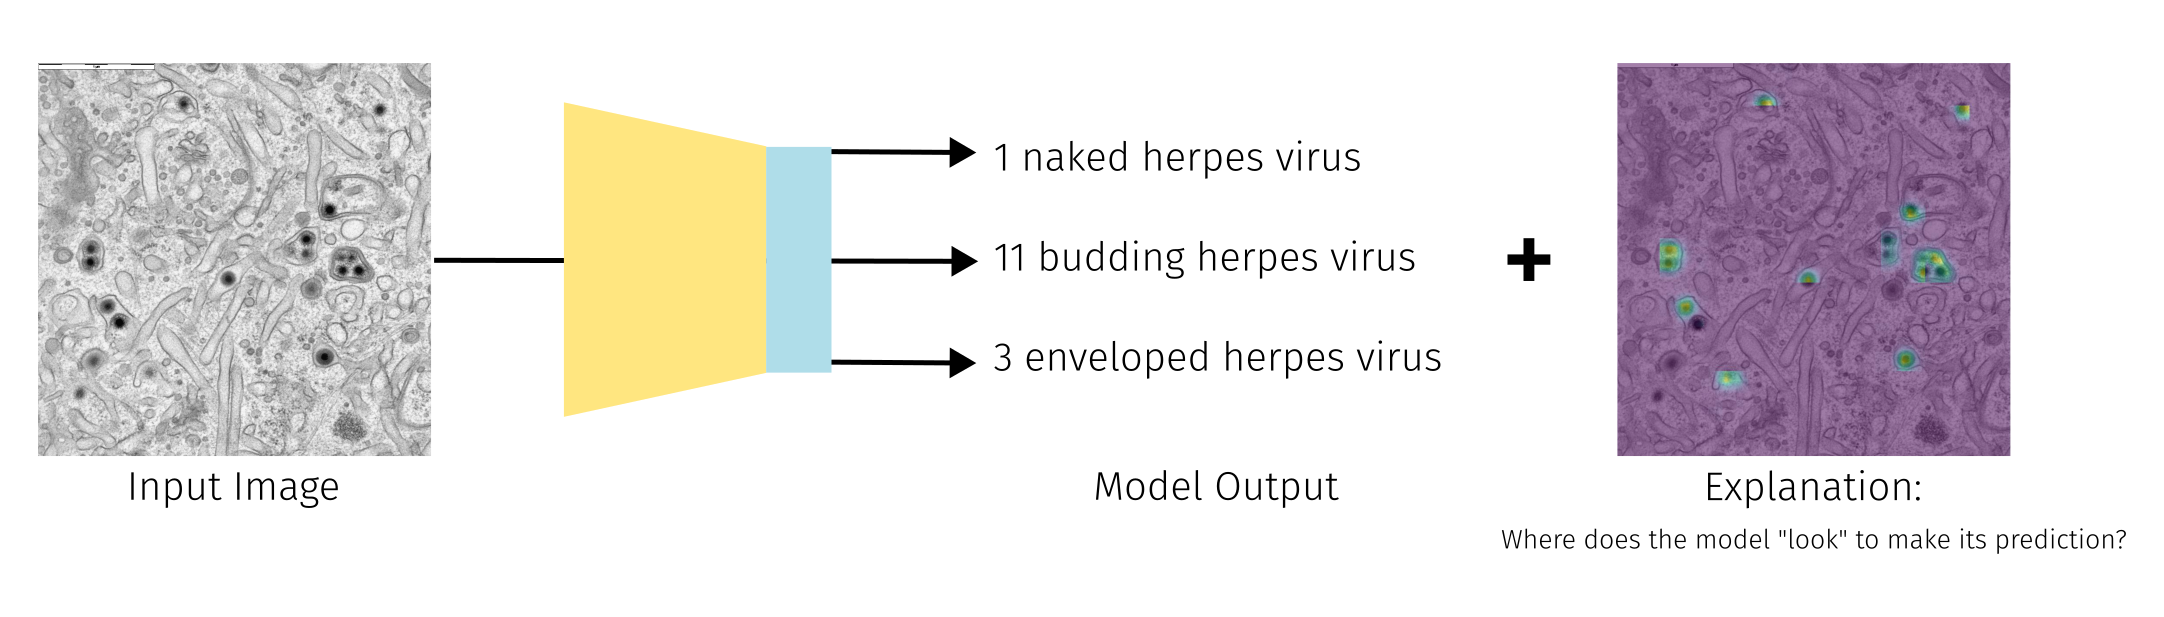 1 naked herpes virus
11 budding herpes virus
3 enveloped herpes virus
Input Image
Model Output
Explanation:
Where does the model "look" to make its prediction?